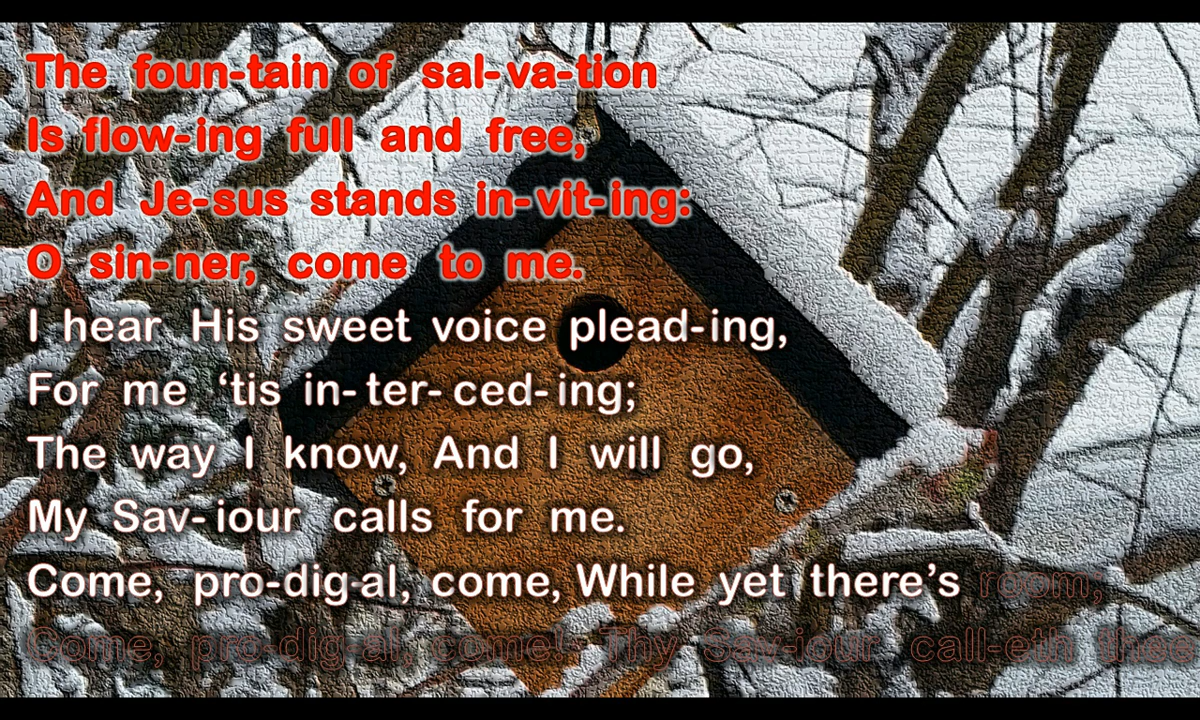 The foun-tain of sal-va-tion
Is flow-ing full and free,
And Je-sus stands in-vit-ing:
O sin-ner, come to me.
I hear His sweet voice plead-ing,
For me ‘tis in-ter-ced-ing;
The way I know, And I will go,
My Sav-iour calls for me.
Come, pro-dig-al, come, While yet there’s room;
Come, pro-dig-al, come! Thy Sav-iour call-eth thee